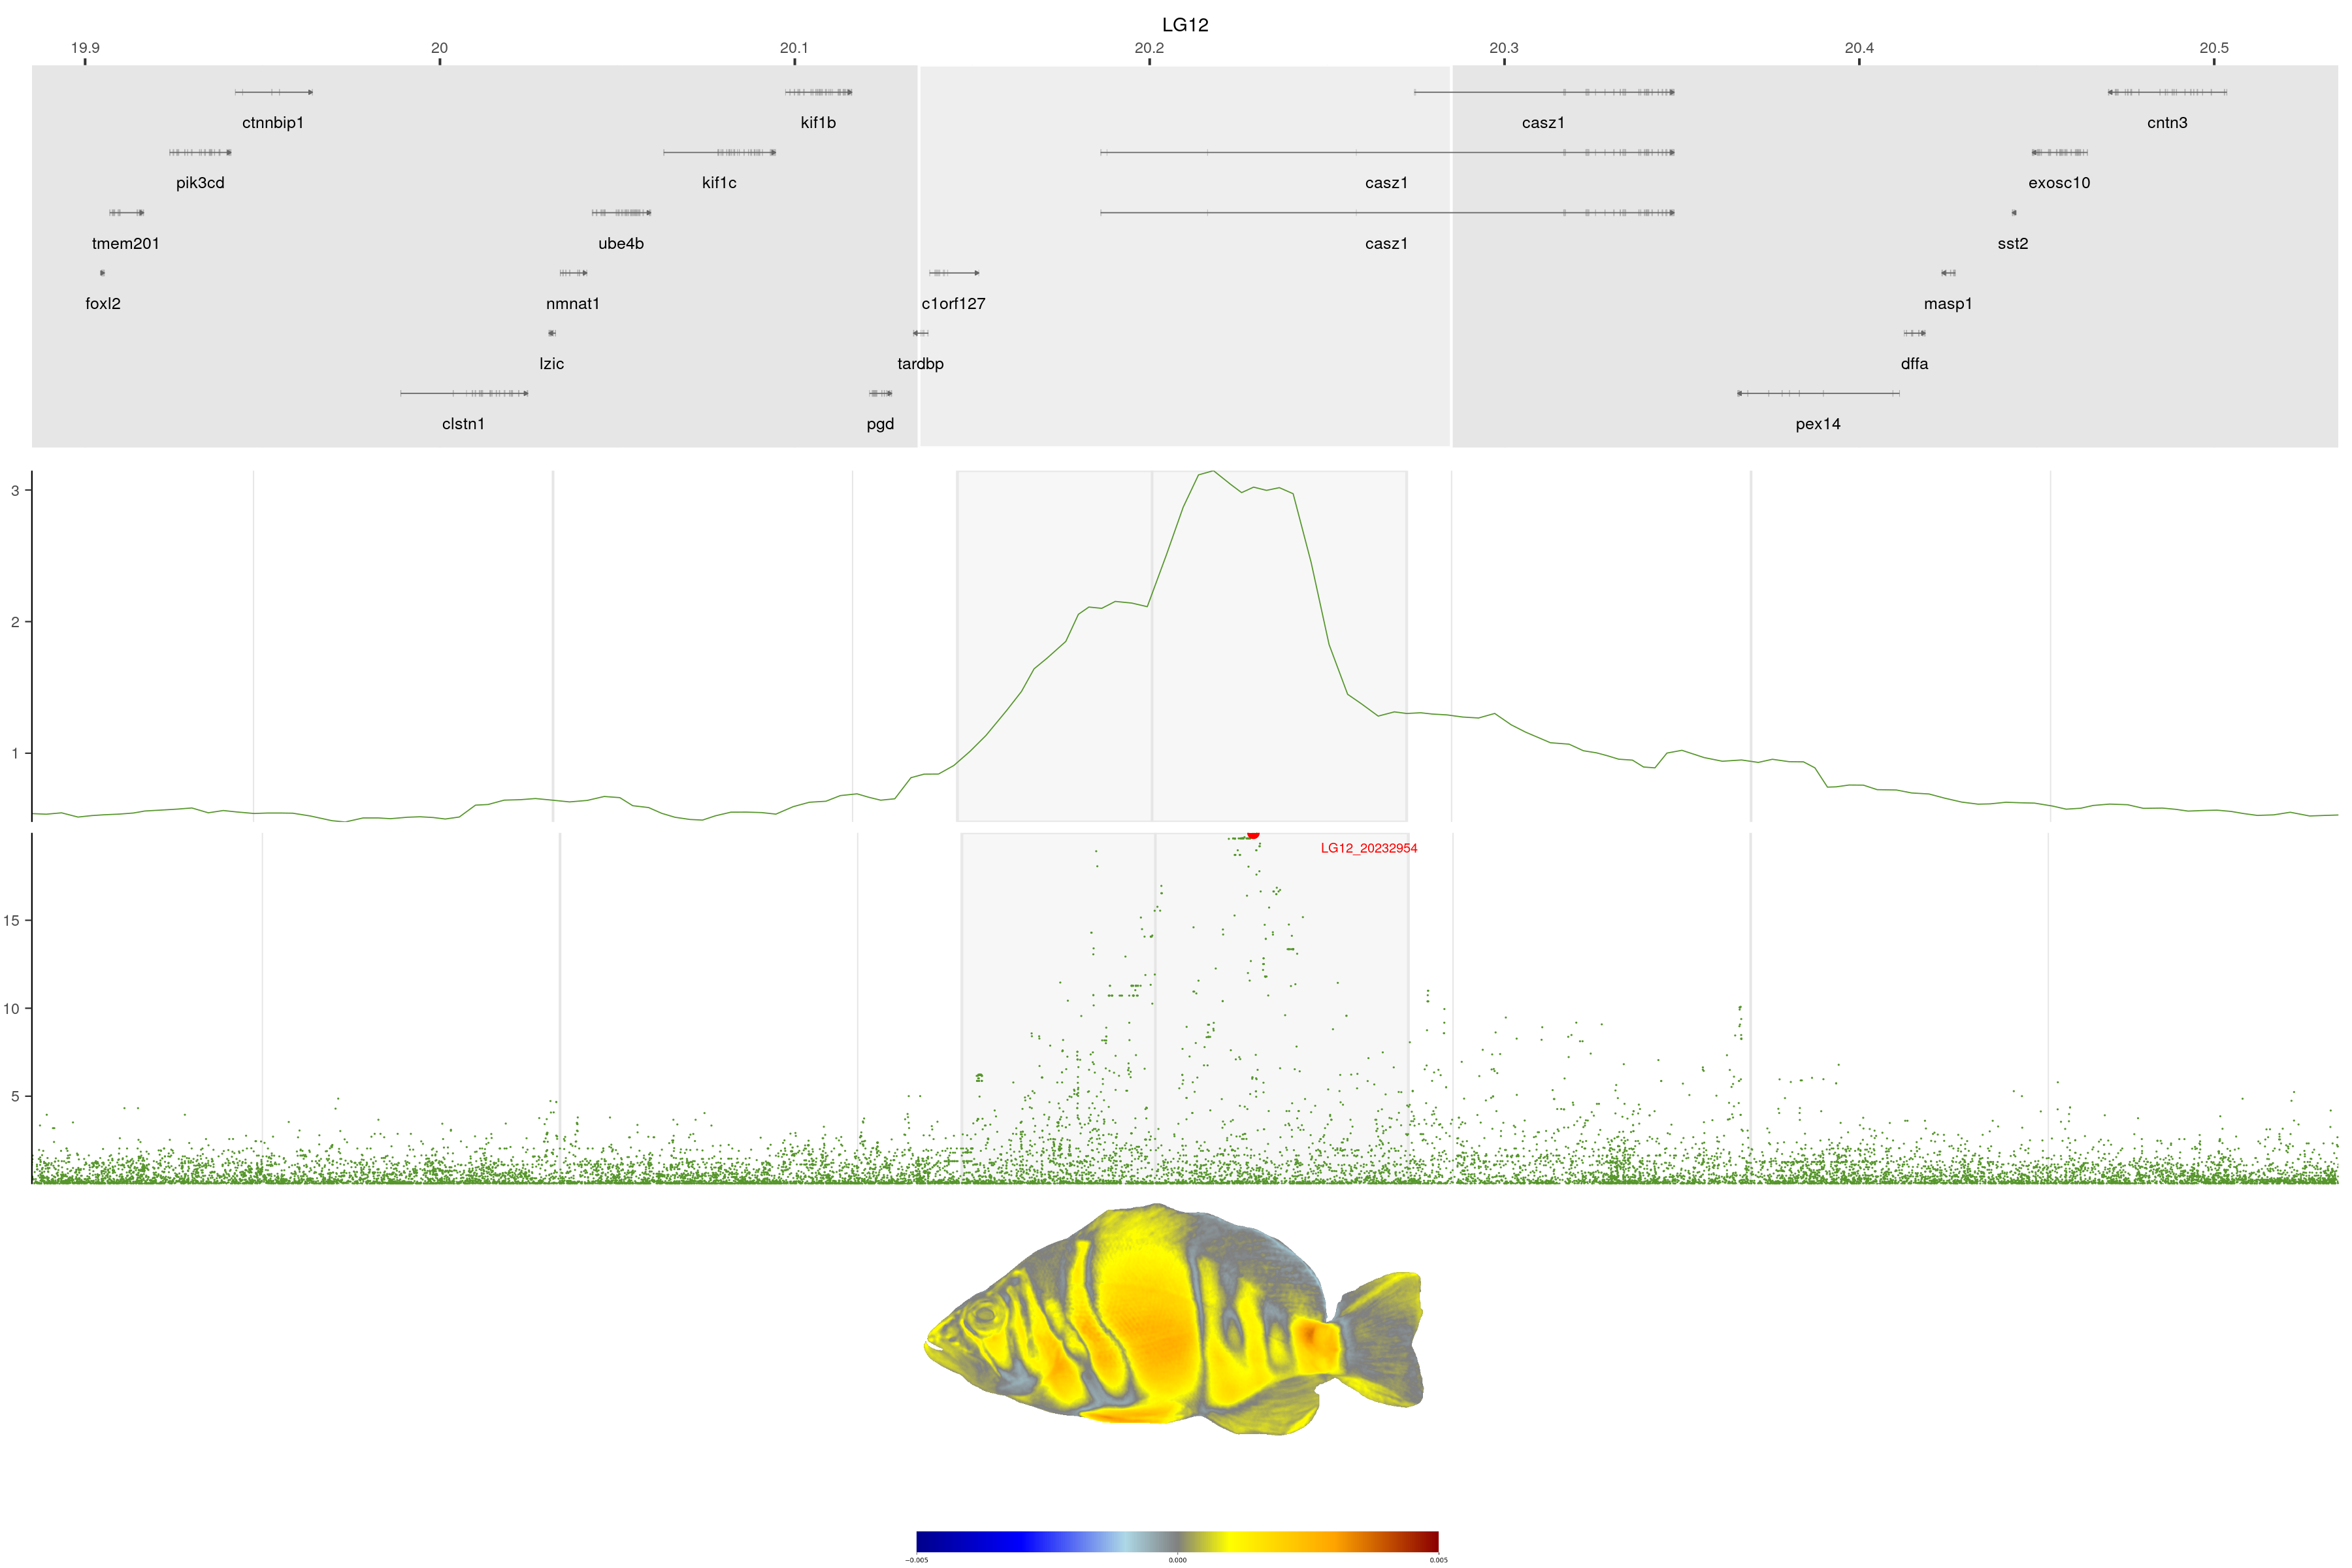 LG12
19.9 20 20.1 20.2 20.3 20.4 20.5
ctnnbip1 kif1b casz1 cntn3
pik3cd kif1c casz1 exosc10
tmem201 ube4b casz1 sst2
foxl2 nmnat1 c1orf127 masp1
lzic tardbp dffa
clstn1 pgd pex14
3
2
1
LG12_20232954
15
10
5
−0.005 0.000 0.005